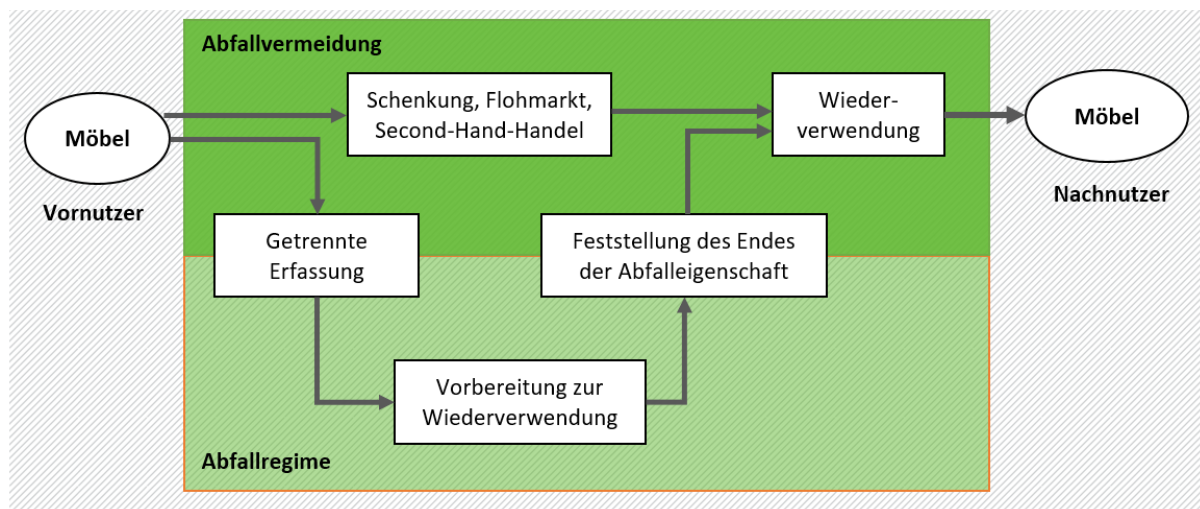 Abfallvermeidung
Schenkung, Flohmarkt,
Second-Hand-Handel
Wieder-
verwendung
Möbel
Vornutzer
Möbel
Nachnutzer
Getrennte
Erfassung
Feststellung des Endes
der Abfalleigenschaft
Vorbereitung zur
Wiederverwendung
Abfallregime